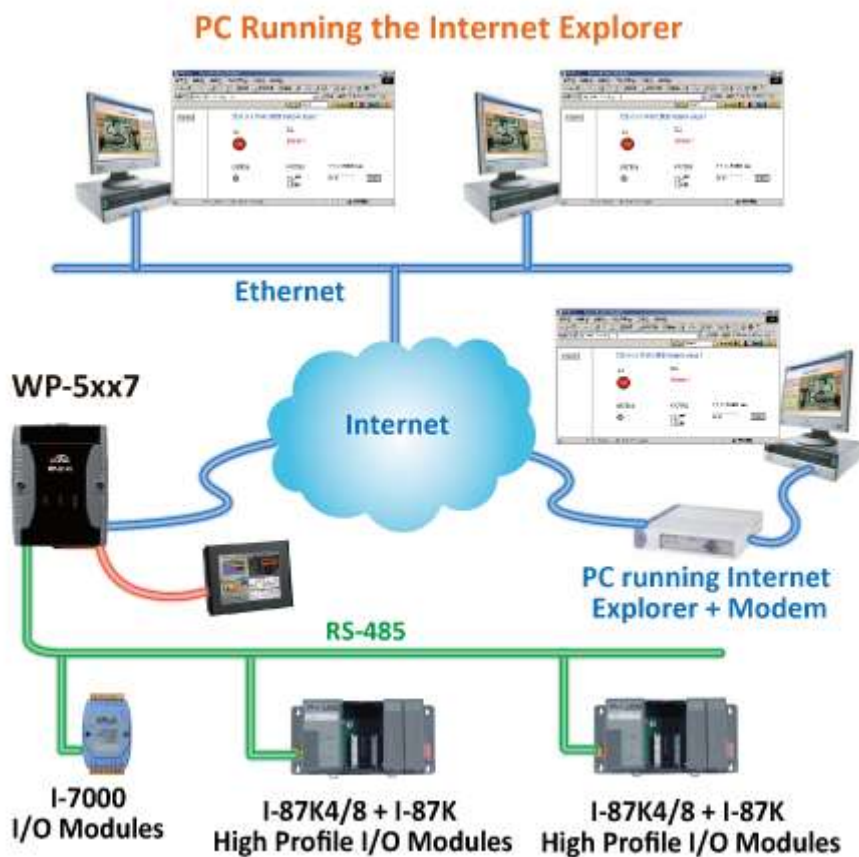 PC Running the Internet Explorer
Ethernet
WP-5xx7
Internet
PC running Internet
Explorer + Modem
RS-485
I-7000
I/O Modules
I-87K4/8 + I-87K
High Profile I/O Modules
I-87K4/8 + I-87K
High Profile I/O Modules